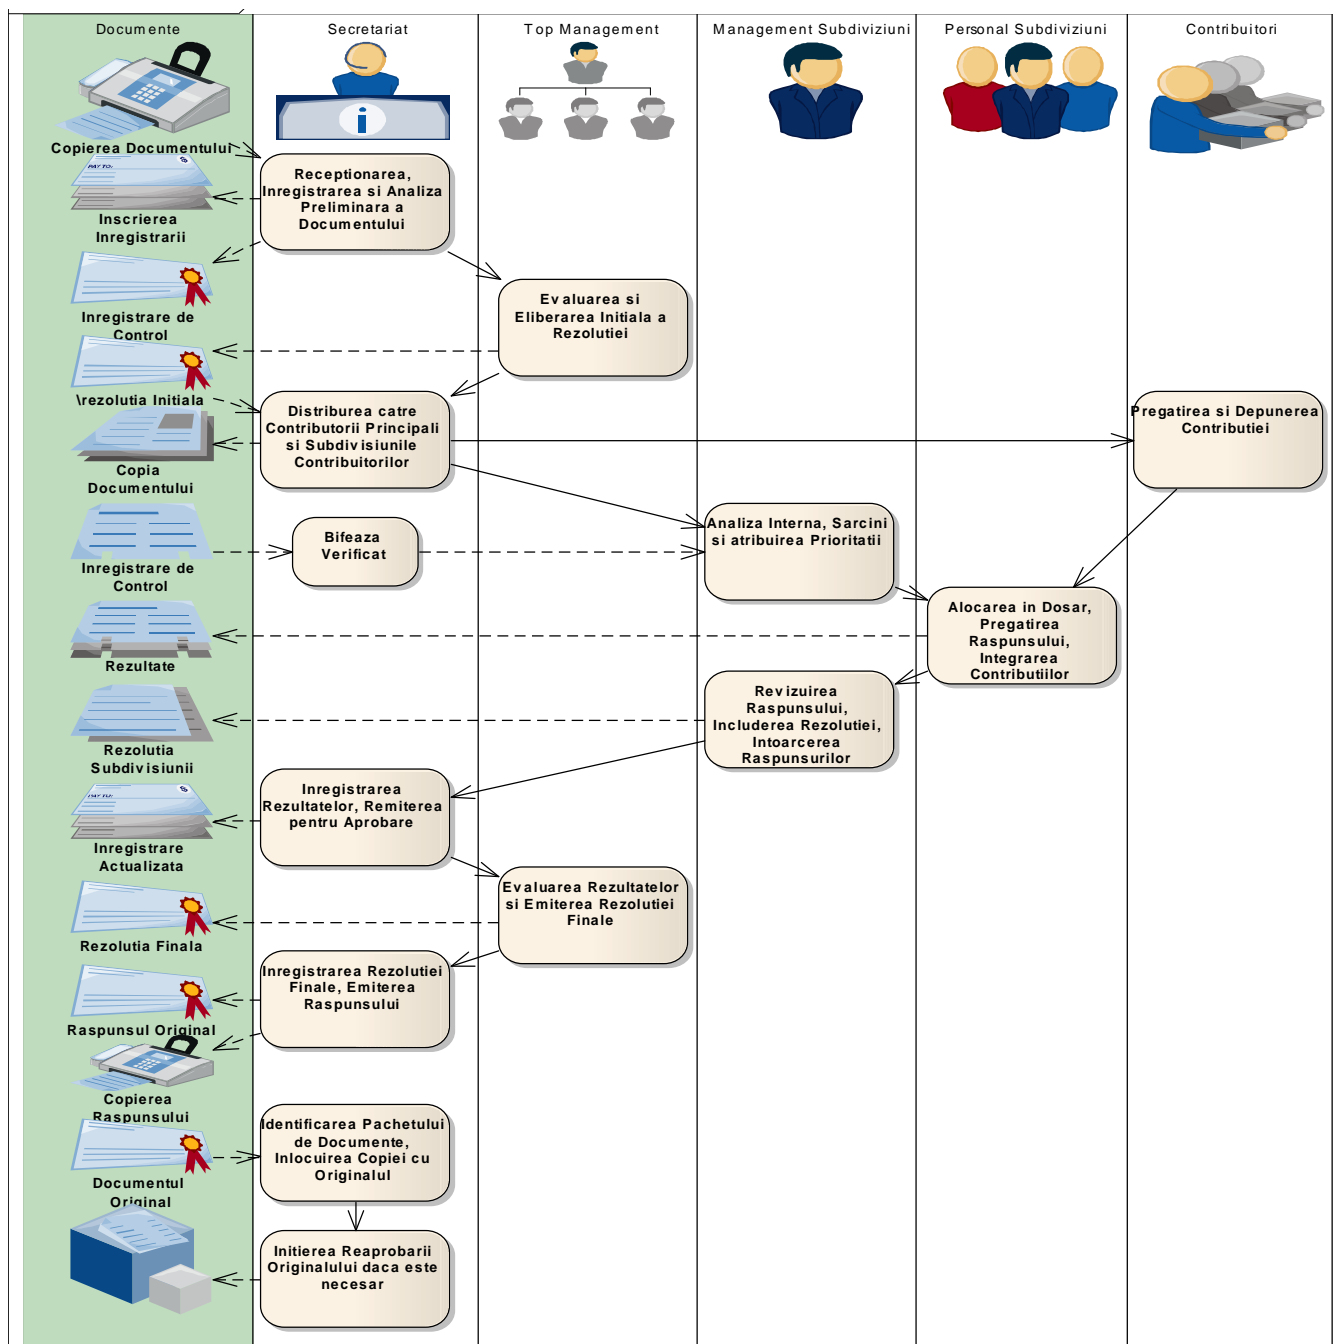 Documente
Secretariat
Top Management
Management Subdiviziuni
Personal Subdiviziuni
Contribuitori
Copierea Documentului
PAY TO:
Receptionarea,
Inregistrarea si Analiza
Preliminara a
Documentului
Inscrierea
Inregistrarii
Evaluarea si
Eliberarea Initiala a
Rezolutiei
Inregistrare de
Control
\rezolutia Initiala
Distriburea catre
Contributorii Principali
si Subdivisiunile
Contribuitorilor
Pregatirea si Depunerea
Contributiei
Copia
Documentului
Bifeaza
Verificat
Analiza Interna, Sarcini
si atribuirea Prioritatii
Inregistrare de
Control
Alocarea in Dosar,
Pregatirea
Raspunsului,
Integrarea
Contributiilor
Rezultate
Revizuirea
Raspunsului,
Includerea Rezolutiei,
Intoarcerea
Raspunsurilor
Rezolutia
Subdivisiunii
Inregistrarea
Rezultatelor, Remiterea
pentru Aprobare
PAY TO:
Inregistrare
Actualizata
Evaluarea Rezultatelor
si Emiterea Rezolutiei
Finale
Rezolutia Finala
Inregistrarea Rezolutiei
Finale, Emiterea
Raspunsului
Raspunsul Original
Copierea
Raspunsului
Identificarea Pachetului
de Documente,
Inlocuirea Copiei cu
Originalul
Documentul
Original
Initierea Reaprobarii
Originalului daca este
necesar